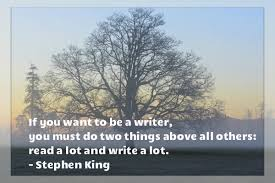 If you want to be a writer,
you must do two things above all others:
read a lot and write a lot.
- Stephen King